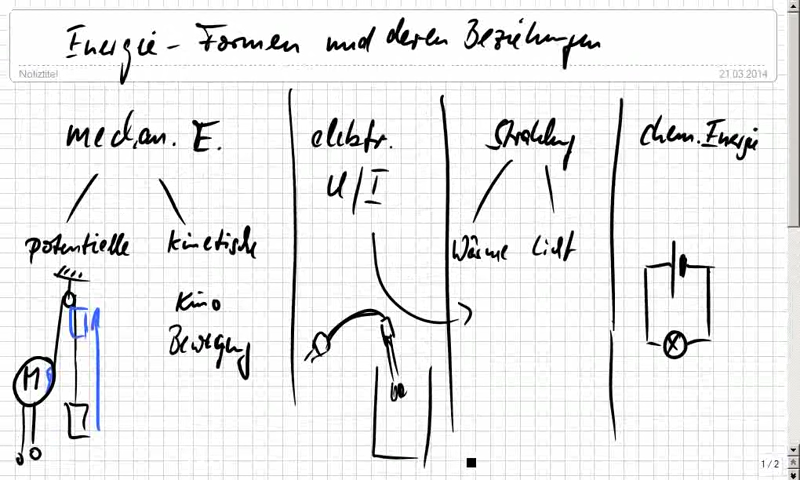 Energie – Formen und deren Beziehungen
Notiztitel
21.03.2014
mechan. E.
elektr.
U/I
Strahlung
chem. Energie
potentielle kinetische
Wärme Licht
Kino
Bewegung
M
1 / 2